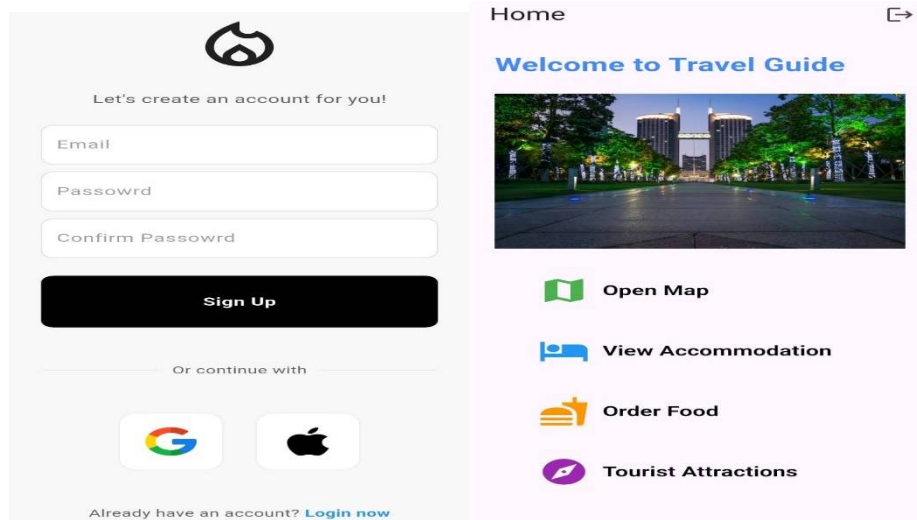 Let's create an account for you!
Email
Passowrd
Confirm Passowrd
Sign Up
Or continue with
Already have an account? Login now
Home
Welcome to Travel Guide
Open Map
View Accommodation
Order Food
Tourist Attractions